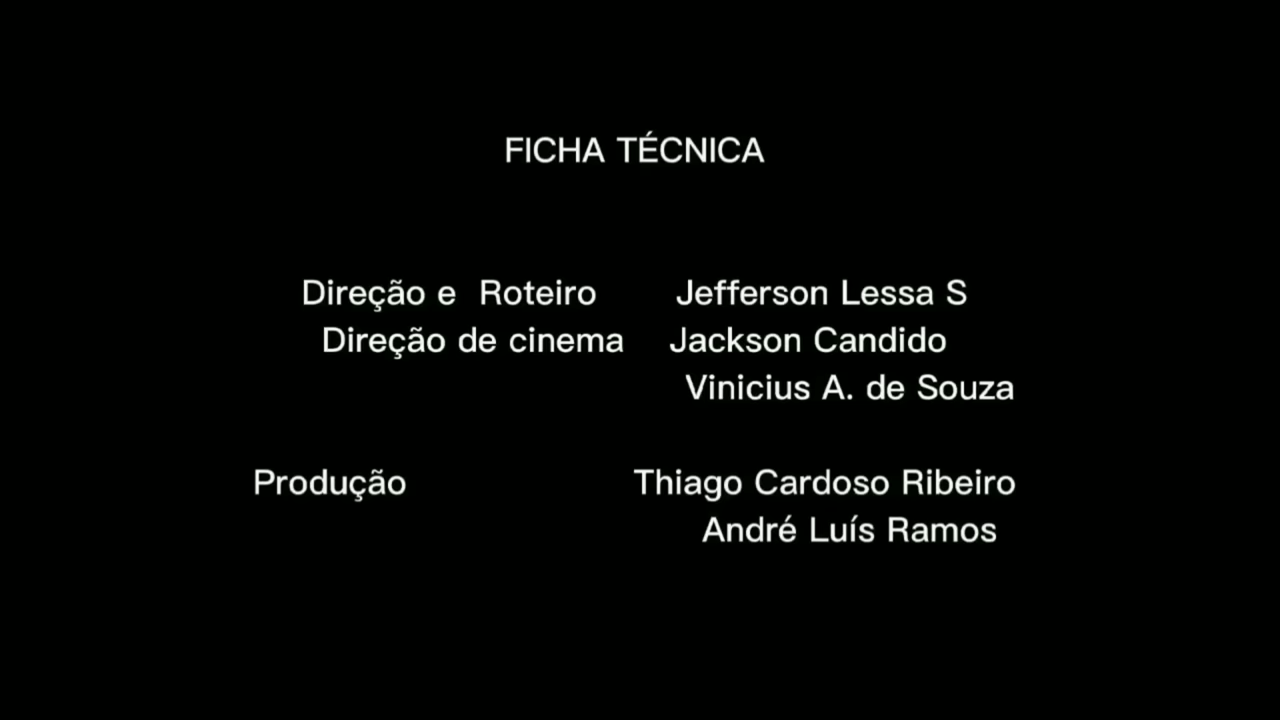 FICHA TÉCNICA
Direção e Roteiro Jefferson Lessa S
Direção de cinema Jackson Candido
Vinicius A. de Souza
Produção Thiago Cardoso Ribeiro
André Luís Ramos